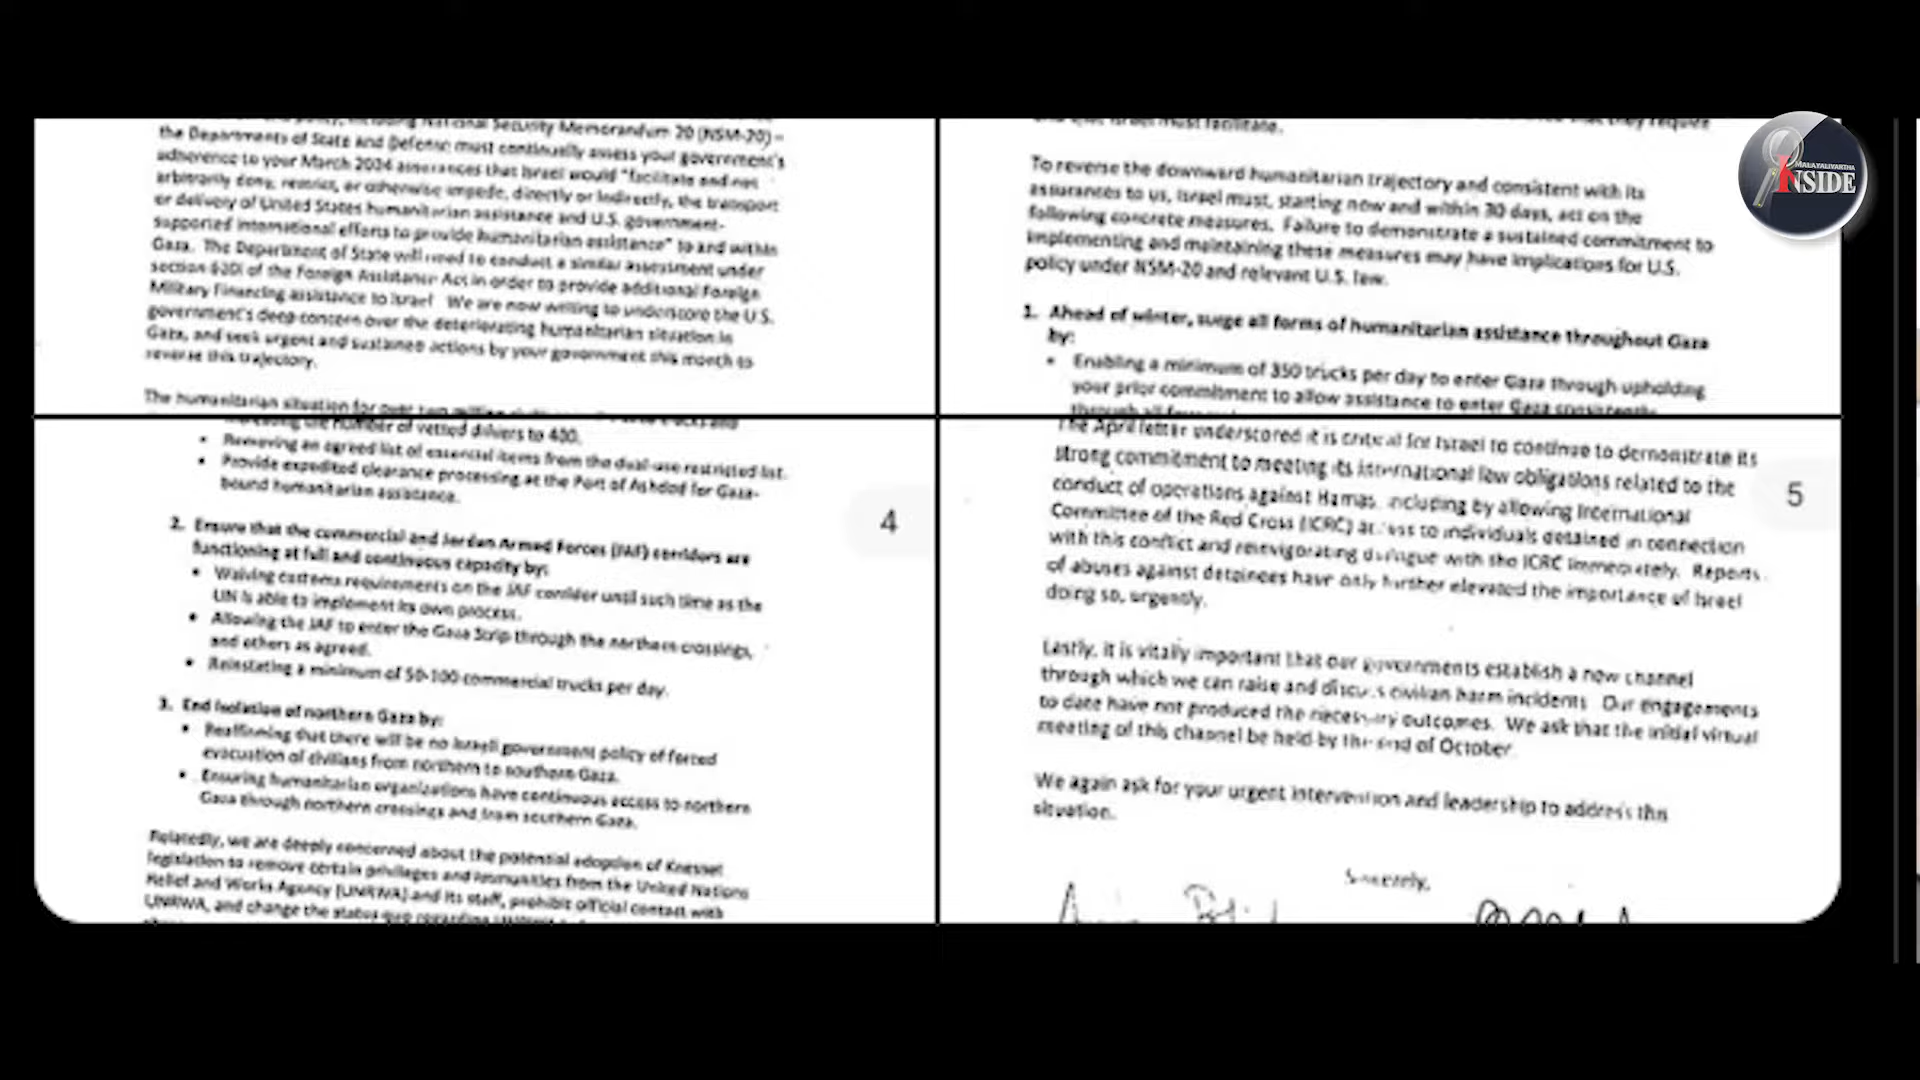 policy, including National Security Memorandum 20 (NSM-20) –
the Departments of State and Defense must continually assess your government's
adherence to your March 2024 assurances that Israel would "facilitate and not
arbitrarily deny, restrict, or otherwise impede, directly or indirectly, the transport
or delivery of United States humanitarian assistance and U.S. government-
supported international efforts to provide humanitarian assistance" to and within
Gaza. The Department of State will need to conduct a similar assessment under
section 620I of the Foreign Assistance Act in order to provide additional Foreign
Military Financing assistance to Israel. We are now willing to underscore the U.S.
government's deep concern over the deteriorating humanitarian situation in
Gaza, and seek urgent and sustained actions by your government this month to
reverse this trajectory.
The humanitarian situation for over two million
that they require
Israel must facilitate.
To reverse the downward humanitarian trajectory and consistent with its
assurances to us, Israel must, starting now and within 30 days, act on the
following concrete measures. Failure to demonstrate a sustained commitment to
implementing and maintaining these measures may have implications for U.S.
policy under NSM-20 and relevant U.S. law.
1. Ahead of winter, surge all forms of humanitarian assistance throughout Gaza
by:
• Enabling a minimum of 350 trucks per day to enter Gaza through upholding
your prior commitment to allow assistance to enter Gaza consistently
through all
the number of vetted drivers to 400.
• Removing an agreed list of essential items from the dual-use restricted list.
• Provide expedited clearance processing at the Port of Ashdod for Gaza-
bound humanitarian assistance.
2. Ensure that the commercial and Jordan Armed Forces (JAF) corridors are
functioning at full and continuous capacity by:
• Waiving customs requirements on the JAF corridor until such time as the
UN is able to implement its own process.
• Allowing the JAF to enter the Gaza Strip through the northern crossings,
and others as agreed.
• Reinstating a minimum of 50-100 commercial trucks per day.
3. End isolation of northern Gaza by:
• Reaffirming that there will be no Israeli government policy of forced
evacuation of civilians from northern to southern Gaza.
• Ensuring humanitarian organizations have continuous access to northern
Gaza through northern crossings and from southern Gaza.
Relatedly, we are deeply concerned about the potential adoption of Knesset
legislation to remove certain privileges and immunities from the United Nations
Relief and Works Agency (UNRWA) and its staff, prohibit official contact with
UNRWA, and change the status quo regarding
4
The April letter underscored it is critical for Israel to continue to demonstrate its
strong commitment to meeting its international law obligations related to the
conduct of operations against Hamas, including by allowing International
Committee of the Red Cross (ICRC) access to individuals detained in connection
with this conflict and reinvigorating dialogue with the ICRC immediately. Reports
of abuses against detainees have only further elevated the importance of Israel
doing so, urgently.
Lastly, it is vitally important that our governments establish a new channel
through which we can raise and discuss civilian harm incidents. Our engagements
to date have not produced the necessary outcomes. We ask that the initial virtual
meeting of this channel be held by the end of October.
We again ask for your urgent intervention and leadership to address this
situation.
Sincerely,
5
MALAYALIVARTHA
INSIDE